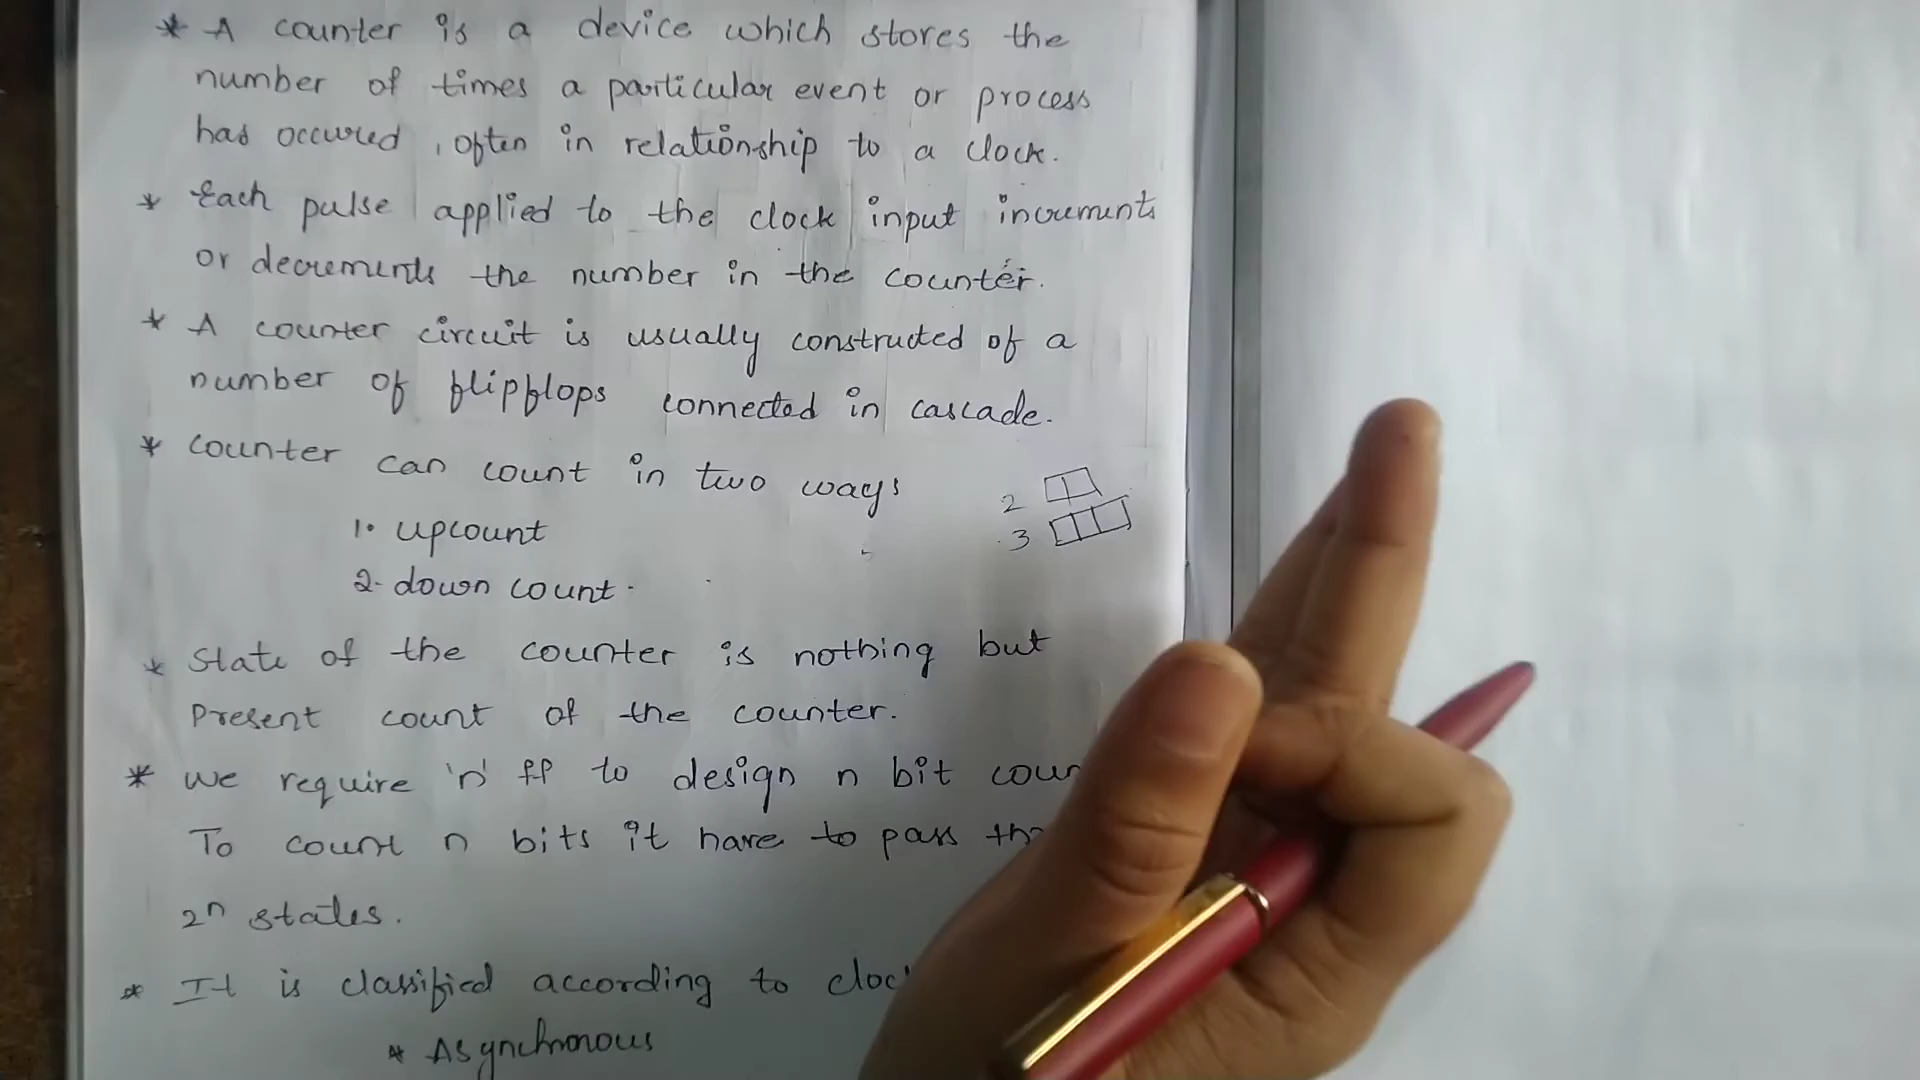 * A counter is a device which stores the
number of times a particular event or process
has occured, often in relationship to a clock.
* Each pulse applied to the clock input increments
or decrements the number in the counter.
* A counter circuit is usually constructed of a
number of flipflops connected in cascade.
* counter can count in two ways
1. upcount
2. down count.
2
3
* State of the counter is nothing but
Present count of the counter.
* we require 'n' ff to design n bit
To count n bits it have to pass
2ⁿ states.
* It is classified according to
* Asynchronous